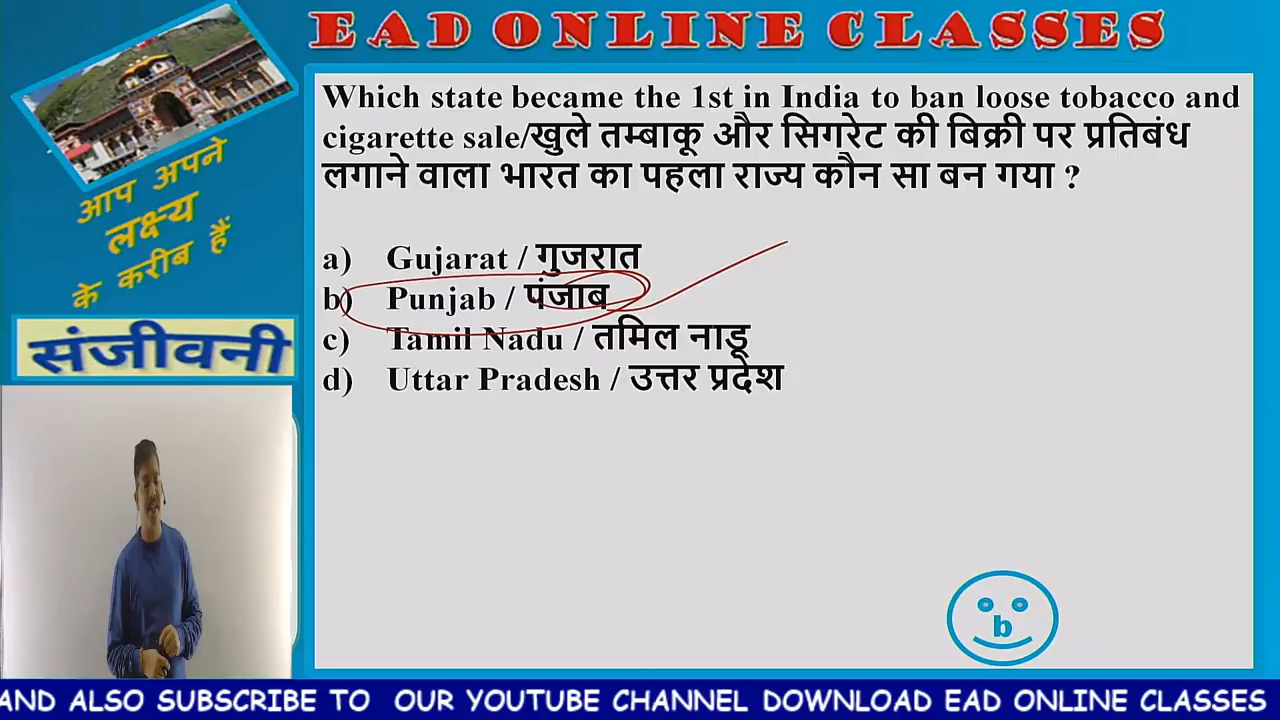 EAD ONLINE CLASSES
आप अपने
लक्ष्य
के करीब हैं
संजीवनी
Which state became the 1st in India to ban loose tobacco and
cigarette sale/खुले तम्बाकू और सिगरेट की बिक्री पर प्रतिबंध
लगाने वाला भारत का पहला राज्य कौन सा बन गया ?
a) Gujarat / गुजरात
b) Punjab / पंजाब
c) Tamil Nadu / तमिल नाडू
d) Uttar Pradesh / उत्तर प्रदेश
b
AND ALSO SUBSCRIBE TO OUR YOUTUBE CHANNEL DOWNLOAD EAD ONLINE CLASSES